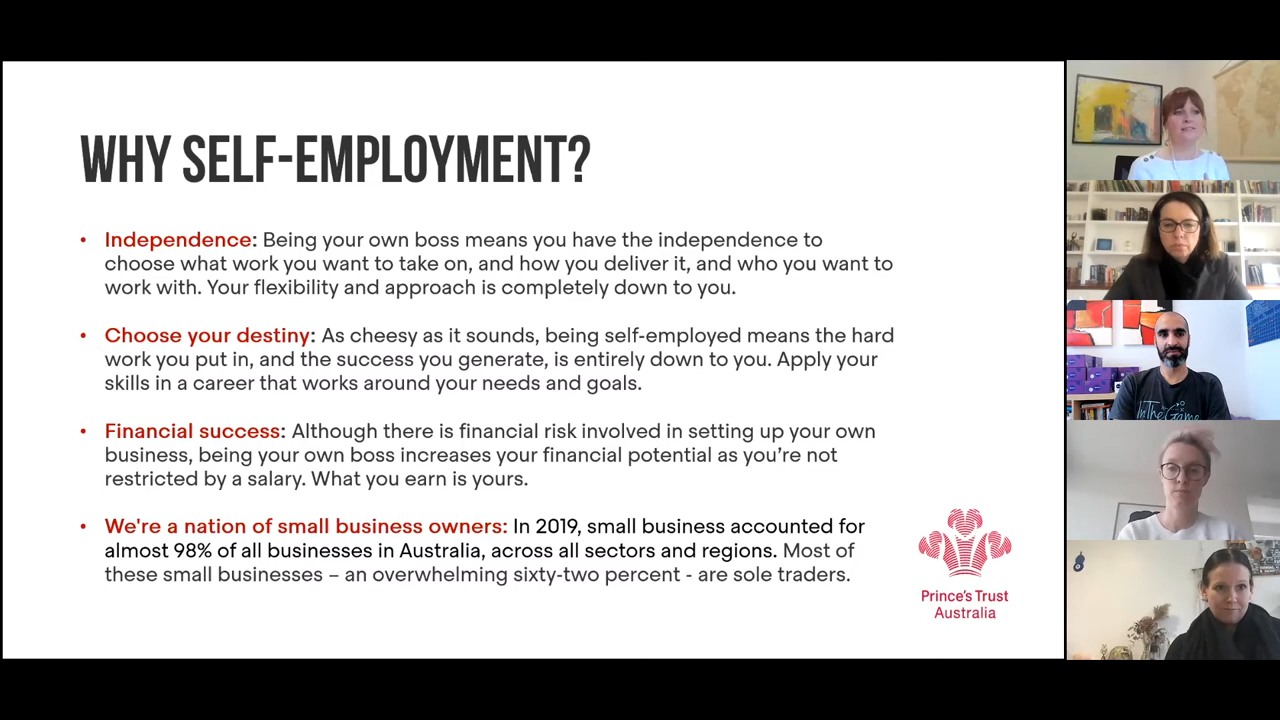 WHY SELF-EMPLOYMENT?
• Independence: Being your own boss means you have the independence to
choose what work you want to take on, and how you deliver it, and who you want to
work with. Your flexibility and approach is completely down to you.
• Choose your destiny: As cheesy as it sounds, being self-employed means the hard
work you put in, and the success you generate, is entirely down to you. Apply your
skills in a career that works around your needs and goals.
• Financial success: Although there is financial risk involved in setting up your own
business, being your own boss increases your financial potential as you’re not
restricted by a salary. What you earn is yours.
• We're a nation of small business owners: In 2019, small business accounted for
almost 98% of all businesses in Australia, across all sectors and regions. Most of
these small businesses – an overwhelming sixty-two percent - are sole traders.
Prince’s Trust
Australia
InTheGame